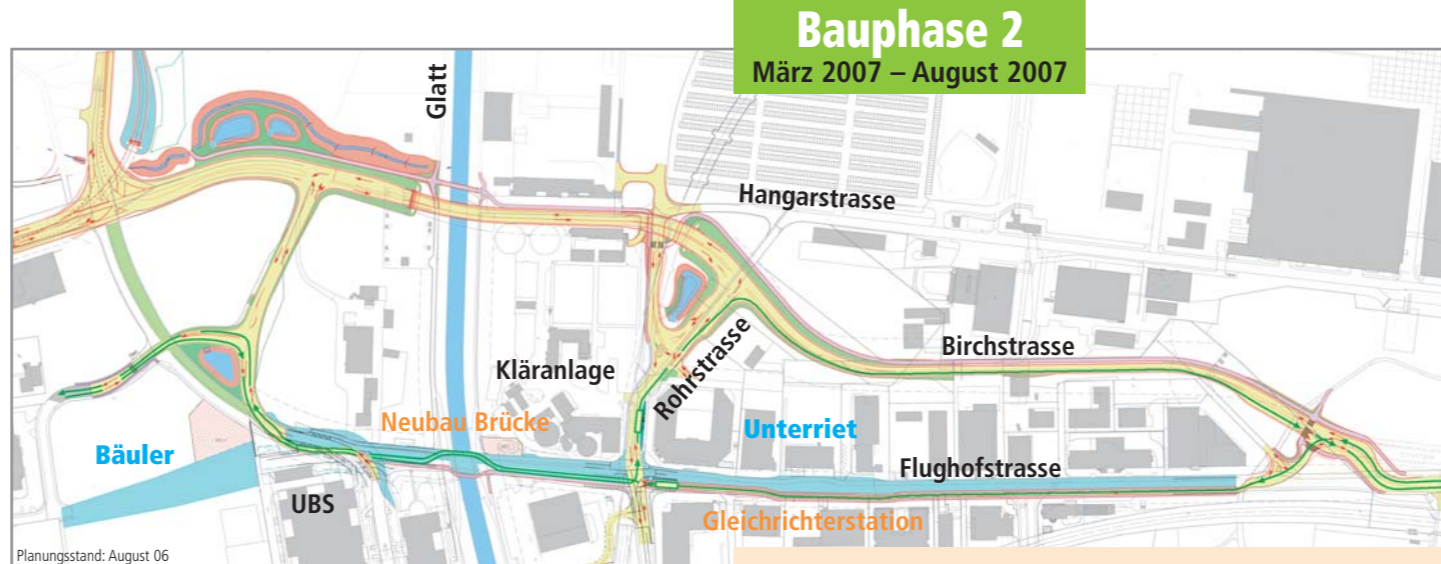 Bauphase 2
März 2007 – August 2007
Glatt
Hangarstrasse
Birchstrasse
Kläranlage
Rohrstrasse
Neubau Brücke
Unterriet
Bäuler
Flughofstrasse
UBS
Gleichrichterstation
Planungsstand: August 06